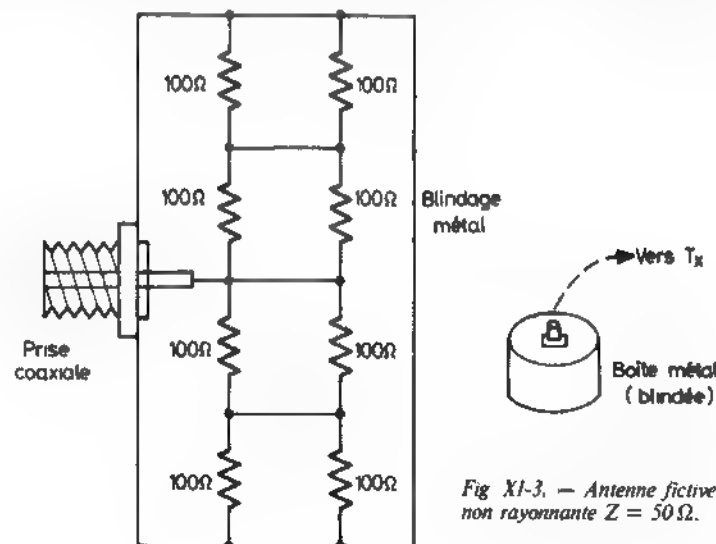 100Ω
100Ω
100Ω
100Ω
Blindage
métal
Prise
coaxiale
100Ω
100Ω
100Ω
100Ω
Vers Tx
Boîte métal
( blindée )
Fig XI-3. — Antenne fictive
non rayonnante Z = 50 Ω.